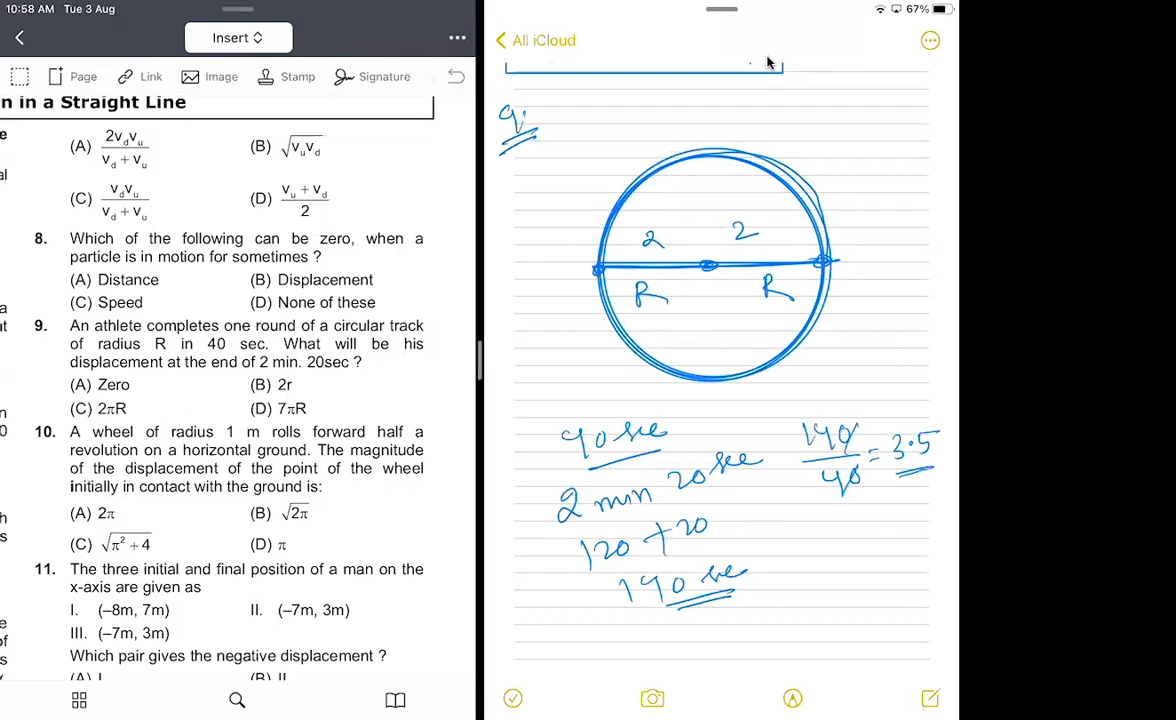 10:58 AM Tue 3 Aug
Insert
Page Link Image Stamp Signature
n in a Straight Line
(A) 2v_d v_u / v_d + v_u (B) √v_u v_d
(C) v_d v_u / v_d + v_u (D) v_u + v_d / 2
8. Which of the following can be zero, when a
particle is in motion for sometimes ?
(A) Distance (B) Displacement
(C) Speed (D) None of these
9. An athlete completes one round of a circular track
of radius R in 40 sec. What will be his
displacement at the end of 2 min. 20sec ?
(A) Zero (B) 2r
(C) 2πR (D) 7πR
10. A wheel of radius 1 m rolls forward half a
revolution on a horizontal ground. The magnitude
of the displacement of the point of the wheel
initially in contact with the ground is:
(A) 2π (B) √2π
(C) √π² + 4 (D) π
11. The three initial and final position of a man on the
x-axis are given as
I. (–8m, 7m) II. (–7m, 3m)
III. (–7m, 3m)
Which pair gives the negative displacement ?
(A) I (B) II
67%
All iCloud
9.
2 2
R R
40 sec
2 min 20 sec
120 + 20
140 sec
140 / 40 = 3.5